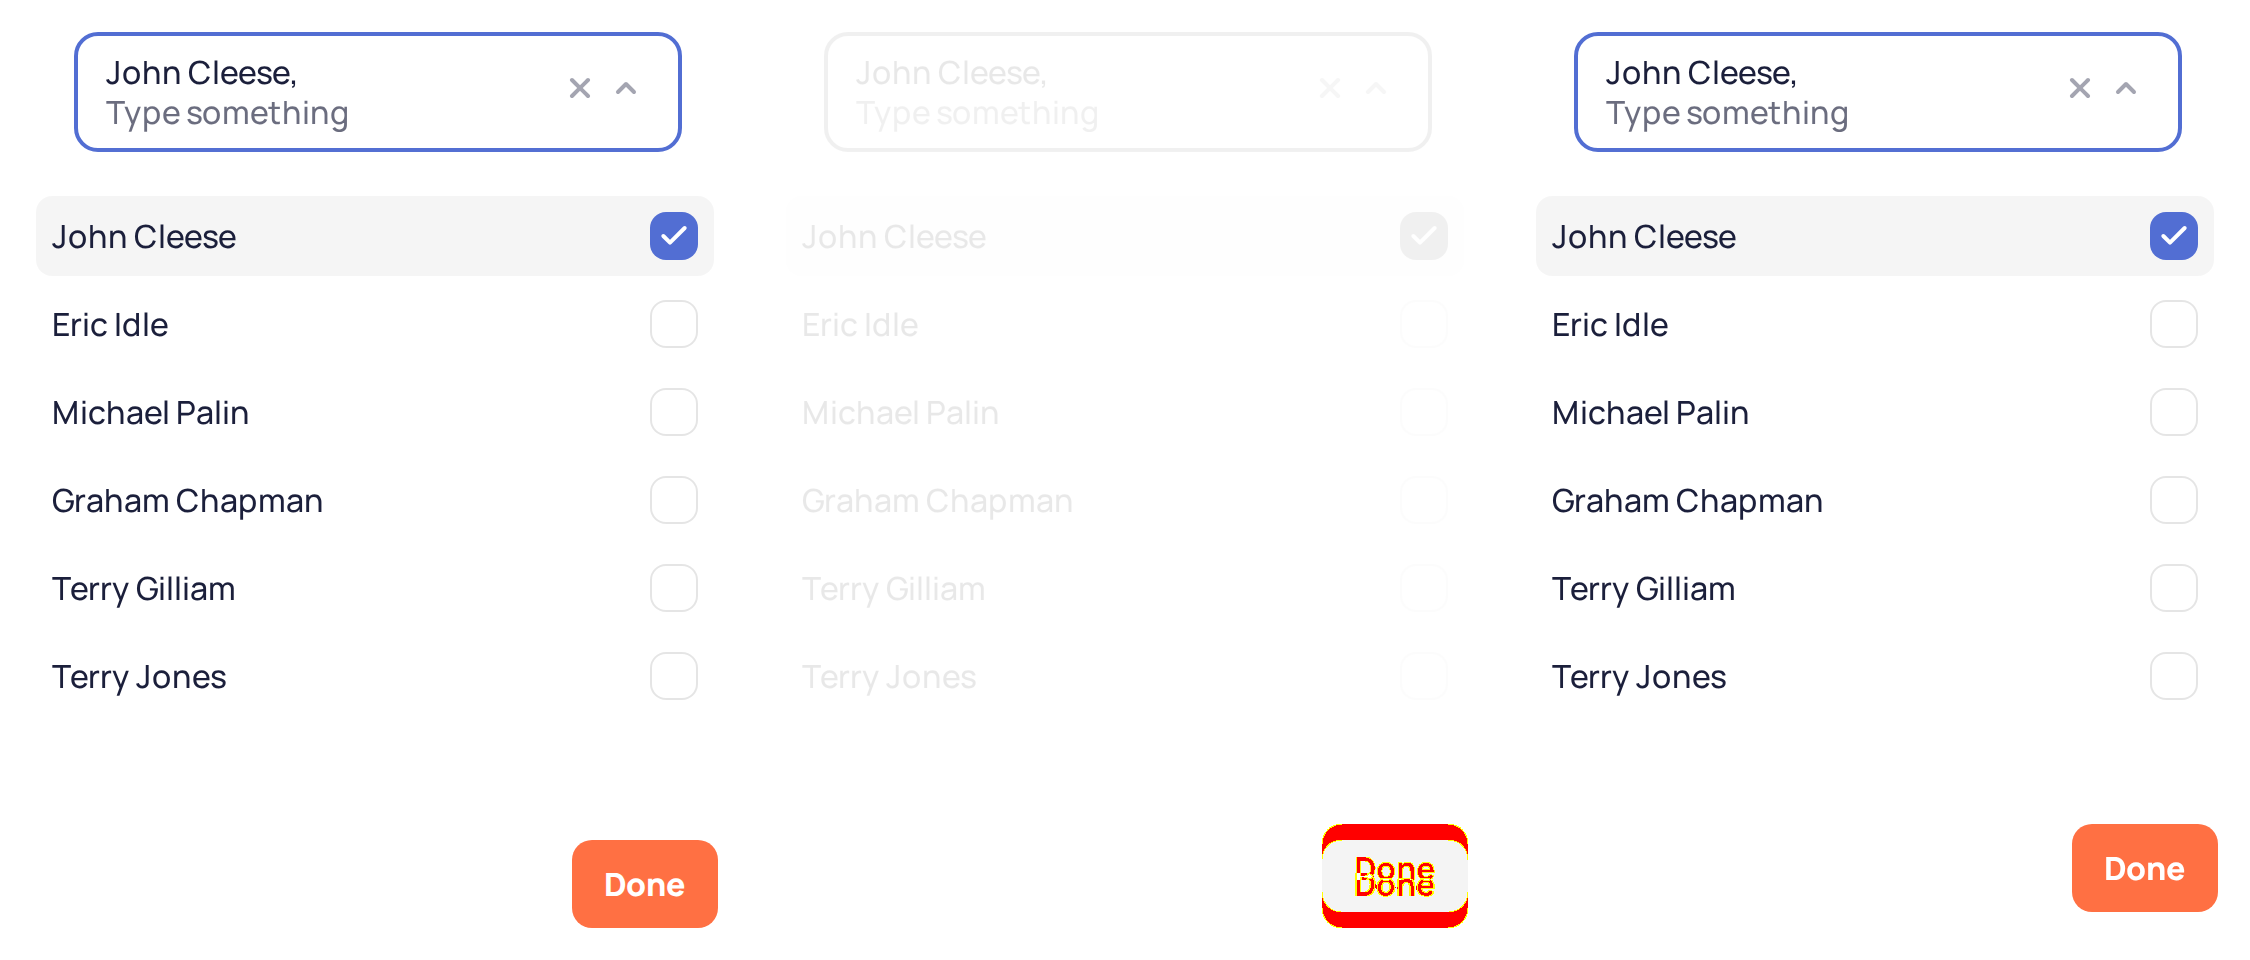 John Cleese,
Type something
John Cleese
Eric Idle
Michael Palin
Graham Chapman
Terry Gilliam
Terry Jones
Done
John Cleese,
Type something
John Cleese
Eric Idle
Michael Palin
Graham Chapman
Terry Gilliam
Terry Jones
Done
Done
John Cleese,
Type something
John Cleese
Eric Idle
Michael Palin
Graham Chapman
Terry Gilliam
Terry Jones
Done